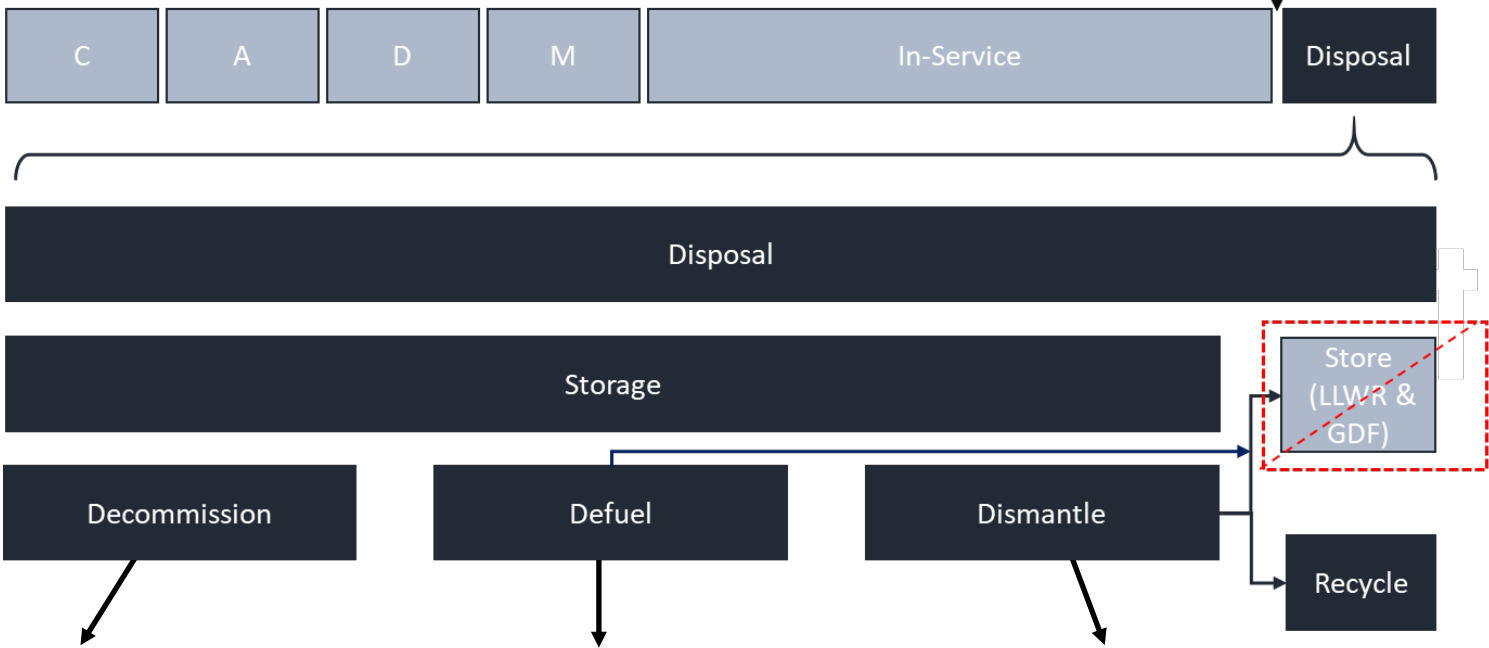 C
A
D
M
In-Service
Disposal
Disposal
Storage
Store
(LLWR &
GDF)
Decommission
Defuel
Dismantle
Recycle